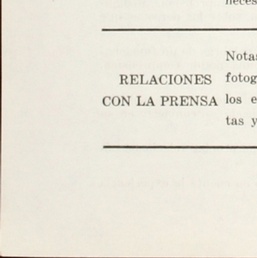 neces
Notas
RELACIONES fotog
CON LA PRENSA los e
tas y